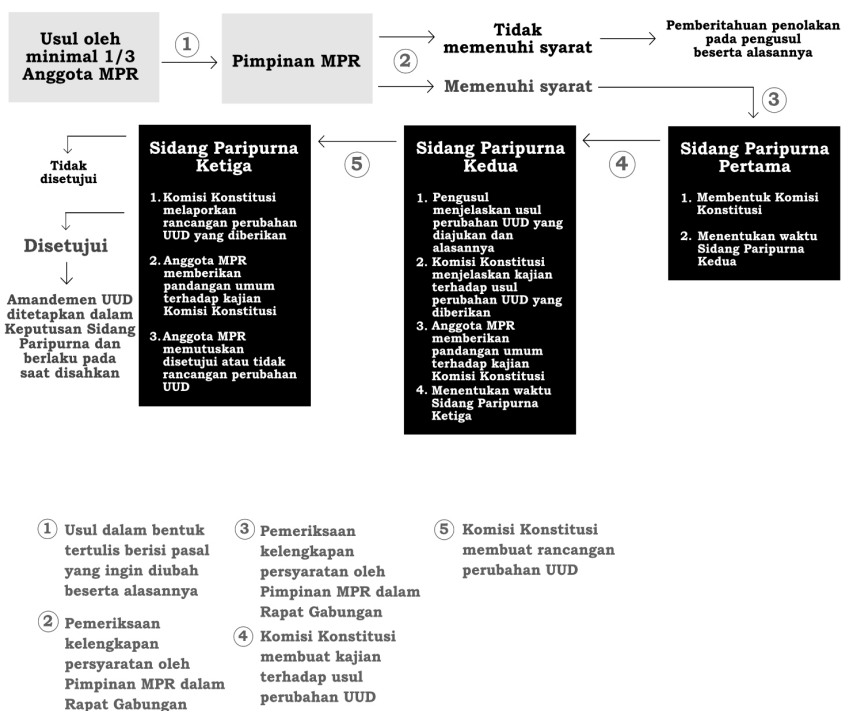 Usul oleh
minimal 1/3
Anggota MPR
1
Pimpinan MPR
2
Tidak
memenuhi syarat
Pemberitahuan penolakan
pada pengusul
beserta alasannya
Memenuhi syarat
3
Sidang Paripurna
Pertama
1. Membentuk Komisi
Konstitusi
2. Menentukan waktu
Sidang Paripurna
Kedua
4
Sidang Paripurna
Kedua
1. Pengusul
menjelaskan usul
perubahan UUD yang
diajukan dan
alasannya
2. Komisi Konstitusi
menjelaskan kajian
terhadap usul
perubahan UUD yang
diberikan
3. Anggota MPR
memberikan
pandangan umum
terhadap kajian
Komisi Konstitusi
4. Menentukan waktu
Sidang Paripurna
Ketiga
5
Sidang Paripurna
Ketiga
1. Komisi Konstitusi
melaporkan
rancangan perubahan
UUD yang diberikan
2. Anggota MPR
memberikan
pandangan umum
terhadap kajian
Komisi Konstitusi
3. Anggota MPR
memutuskan
disetujui atau tidak
rancangan perubahan
UUD
Tidak
disetujui
Disetujui
Amandemen UUD
ditetapkan dalam
Keputusan Sidang
Paripurna dan
berlaku pada
saat disahkan
1 Usul dalam bentuk
tertulis berisi pasal
yang ingin diubah
beserta alasannya
2 Pemeriksaan
kelengkapan
persyaratan oleh
Pimpinan MPR dalam
Rapat Gabungan
3 Pemeriksaan
kelengkapan
persyaratan oleh
Pimpinan MPR dalam
Rapat Gabungan
4 Komisi Konstitusi
membuat kajian
terhadap usul
perubahan UUD
5 Komisi Konstitusi
membuat rancangan
perubahan UUD